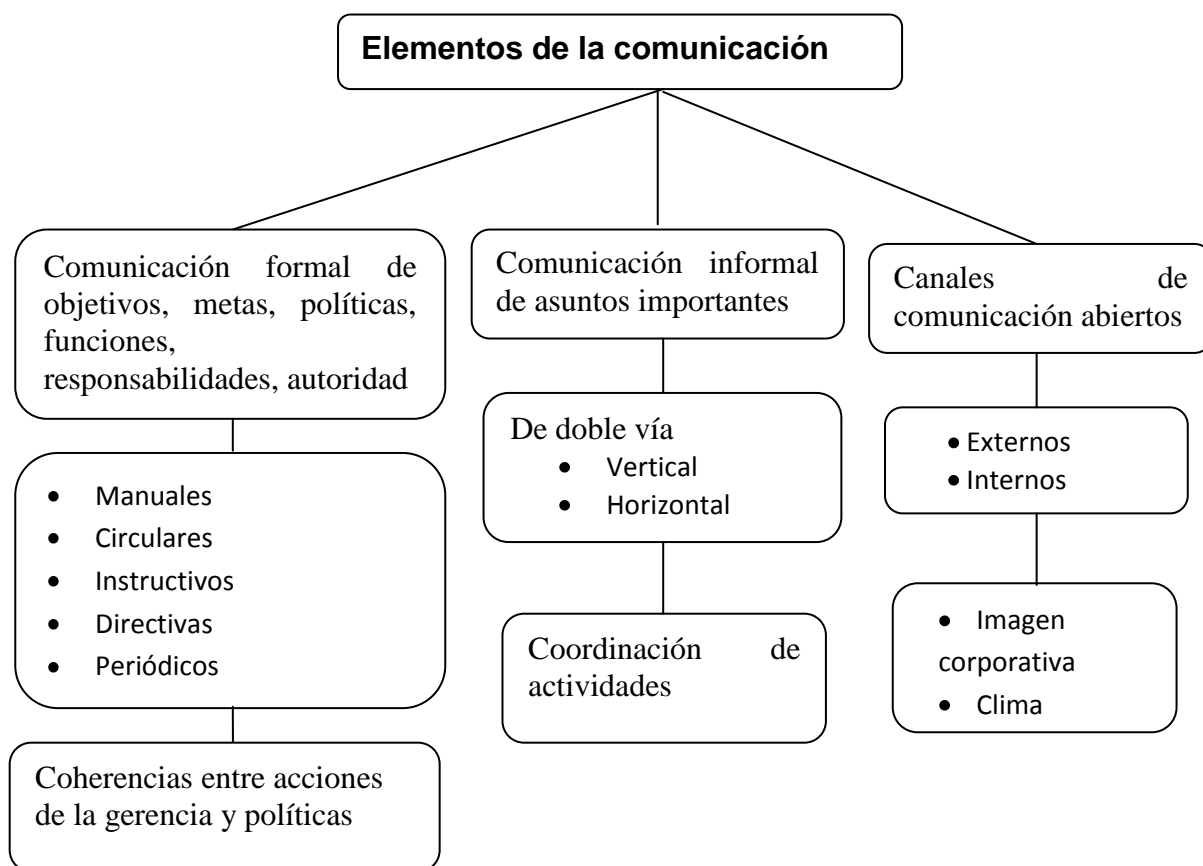 Elementos de la comunicación
Comunicación formal de
objetivos, metas, políticas,
funciones,
responsabilidades, autoridad
• Manuales
• Circulares
• Instructivos
• Directivas
• Periódicos
Coherencias entre acciones
de la gerencia y políticas
Comunicación informal
de asuntos importantes
De doble vía
• Vertical
• Horizontal
Coordinación de
actividades
Canales de
comunicación abiertos
• Externos
• Internos
• Imagen
corporativa
• Clima